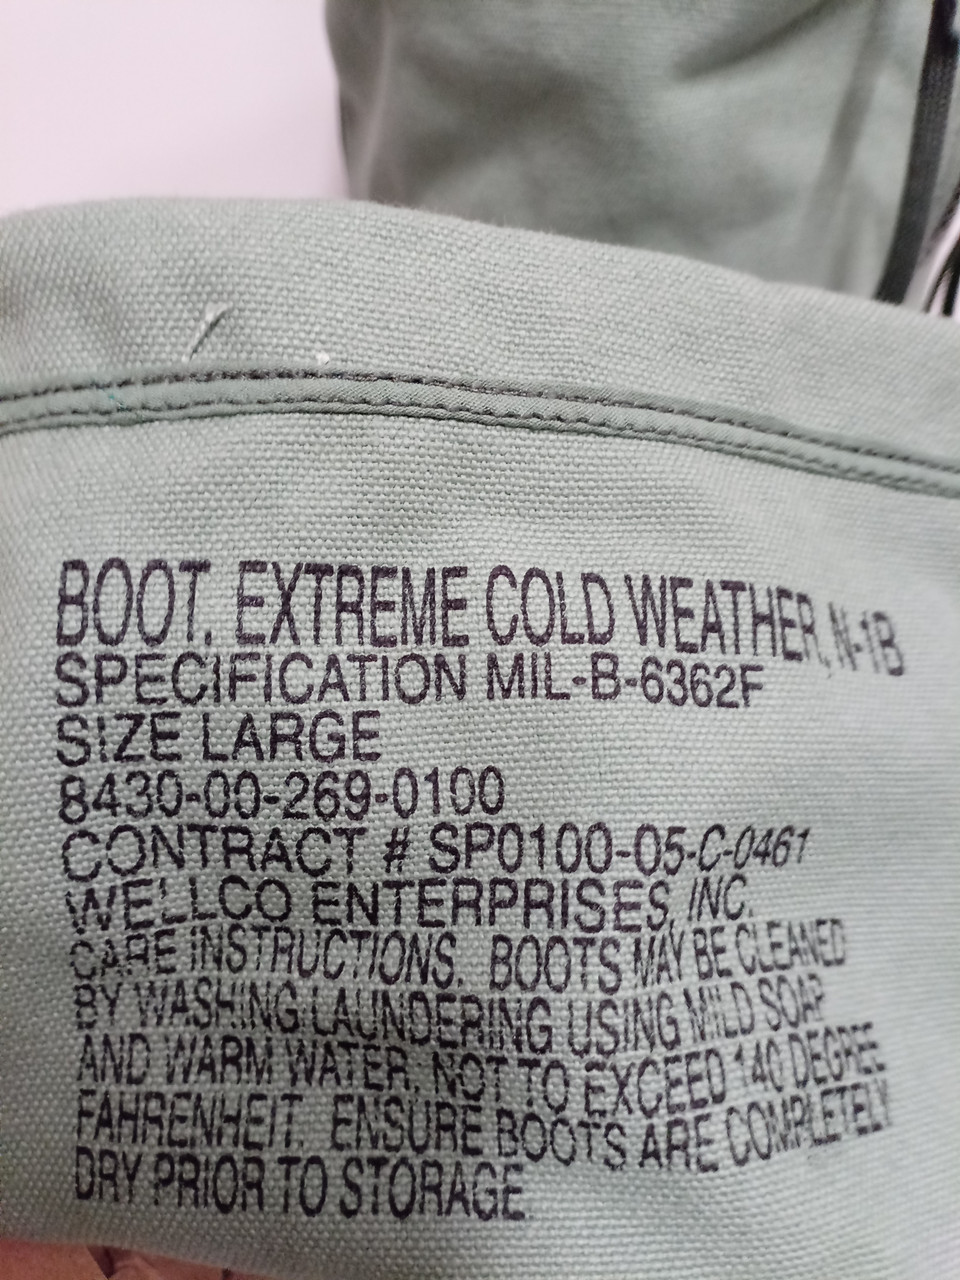 BOOT, EXTREME COLD WEATHER, N-1B
SPECIFICATION MIL-B-6362F
SIZE LARGE
8430-00-269-0100
CONTRACT # SP0100-05-C-0461
WELLCO ENTERPRISES, INC.
CARE INSTRUCTIONS. BOOTS MAY BE CLEANED
BY WASHING LAUNDERING USING MILD SOAP
AND WARM WATER, NOT TO EXCEED 140 DEGREE
FAHRENHEIT. ENSURE BOOTS ARE COMPLETELY
DRY PRIOR TO STORAGE.